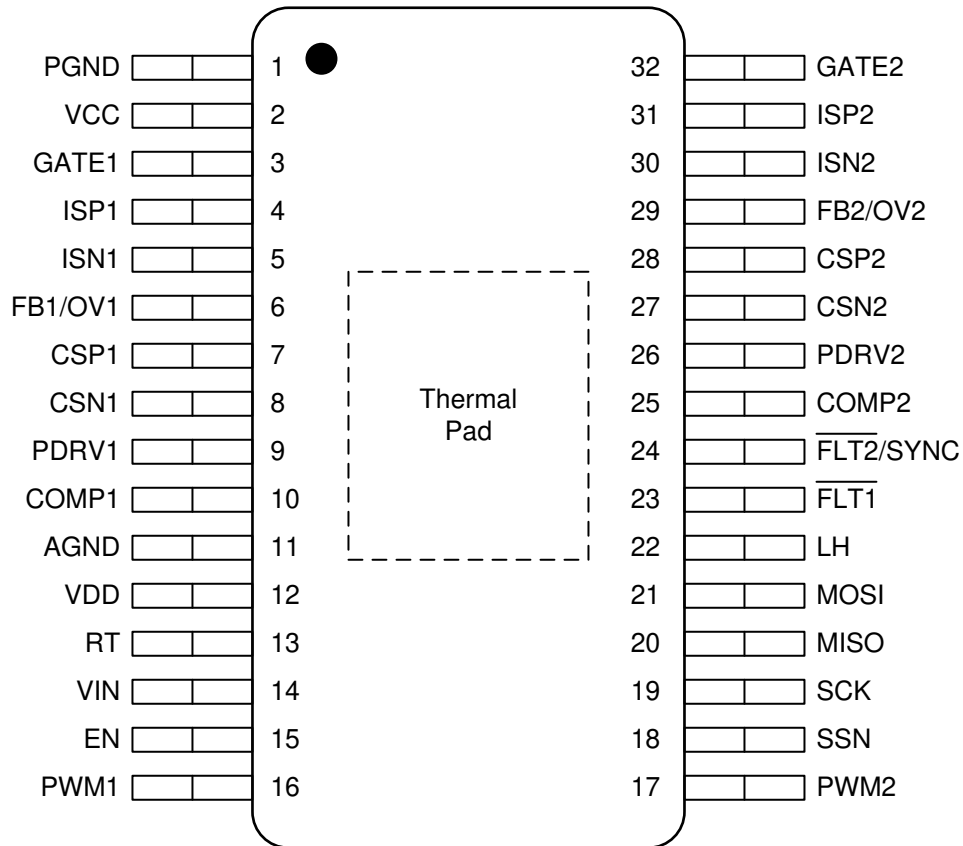 PGND 1 32 GATE2
VCC 2 31 ISP2
GATE1 3 30 ISN2
ISP1 4 29 FB2/OV2
ISN1 5 28 CSP2
FB1/OV1 6 27 CSN2
CSP1 7 26 PDRV2
CSN1 8 Thermal 25 COMP2
Pad
PDRV1 9 24 FLT2/SYNC
COMP1 10 23 FLT1
AGND 11 22 LH
VDD 12 21 MOSI
RT 13 20 MISO
VIN 14 19 SCK
EN 15 18 SSN
PWM1 16 17 PWM2